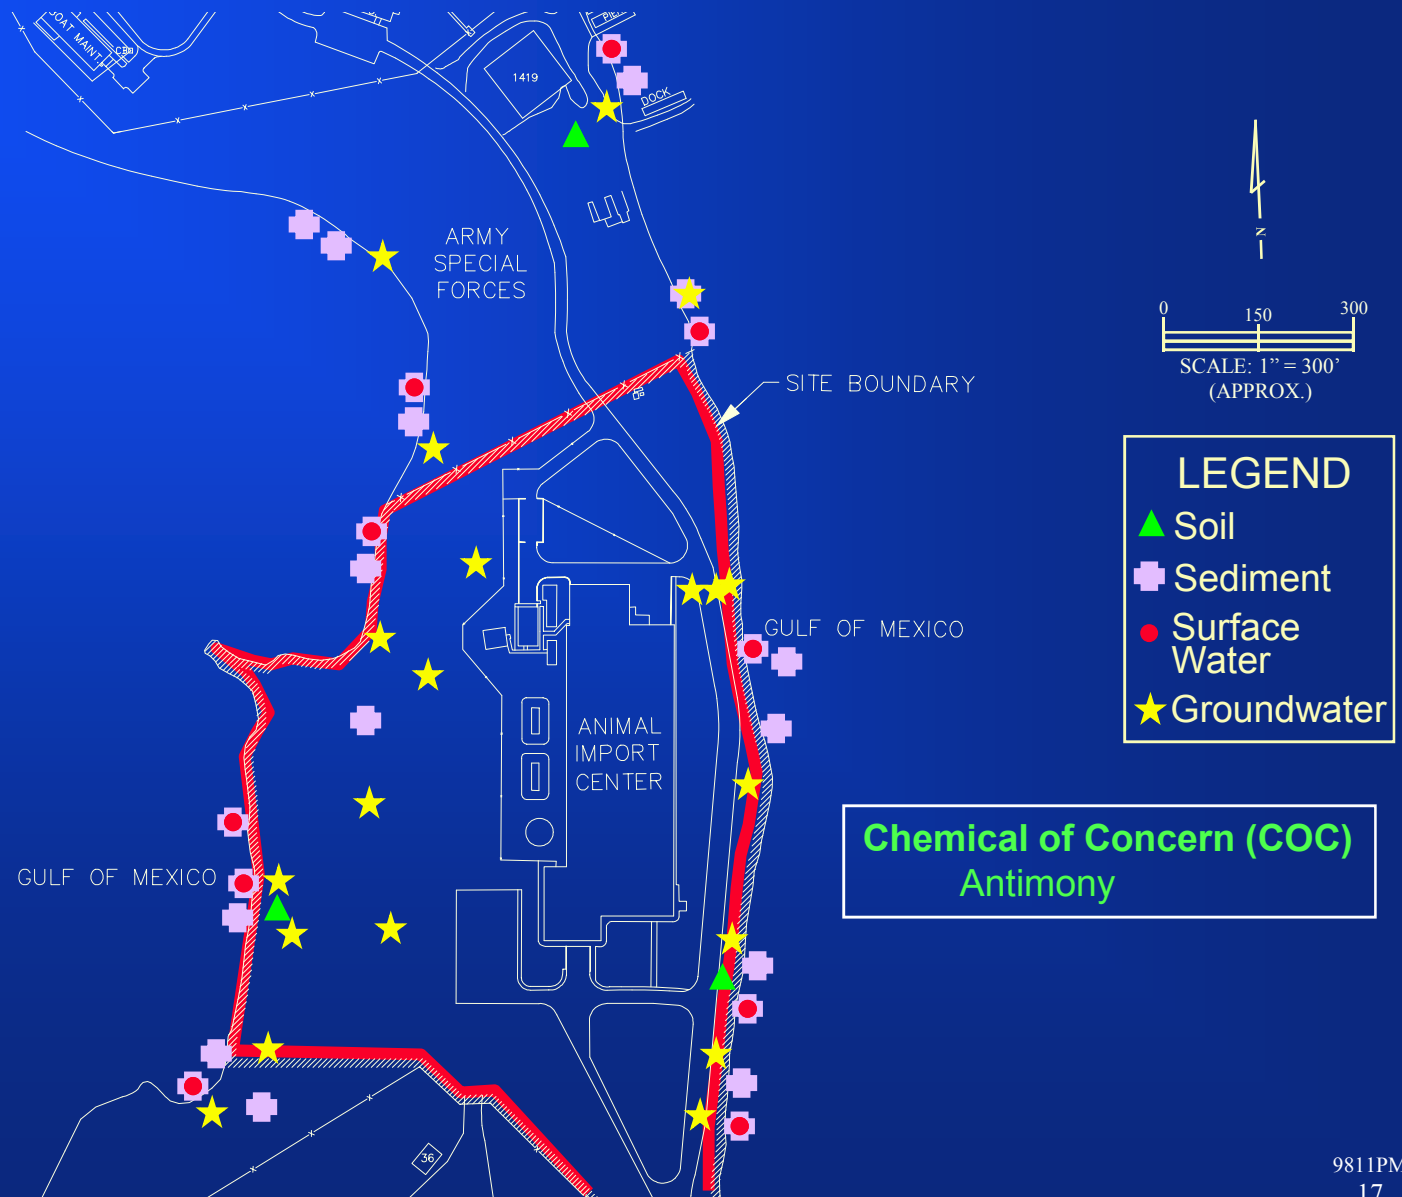 BOAT MAINT.
C3
1419
PIE
DOCK
ARMY
SPECIAL
FORCES
N
0 150 300
SCALE: 1” = 300’
(APPROX.)
SITE BOUNDARY
LEGEND
Soil
Sediment
Surface
Water
Groundwater
GULF OF MEXICO
ANIMAL
IMPORT
CENTER
Chemical of Concern (COC)
Antimony
GULF OF MEXICO
36
9811PM
17